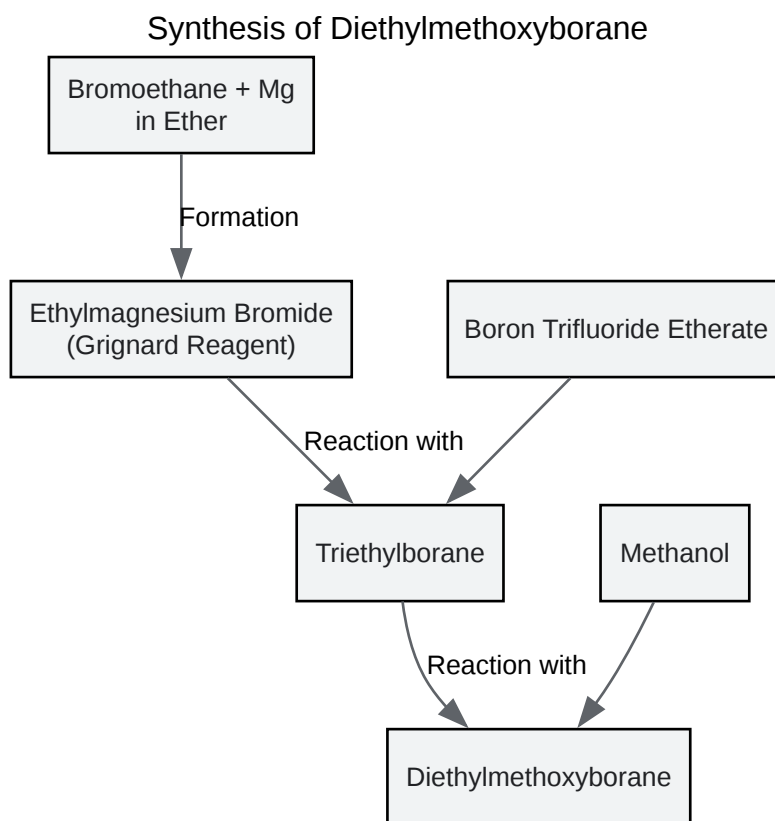 Synthesis of Diethylmethoxyborane
Bromoethane + Mg
in Ether
Formation
Ethylmagnesium Bromide
(Grignard Reagent)
Boron Trifluoride Etherate
Reaction with
Triethylborane
Methanol
Reaction with
Diethylmethoxyborane